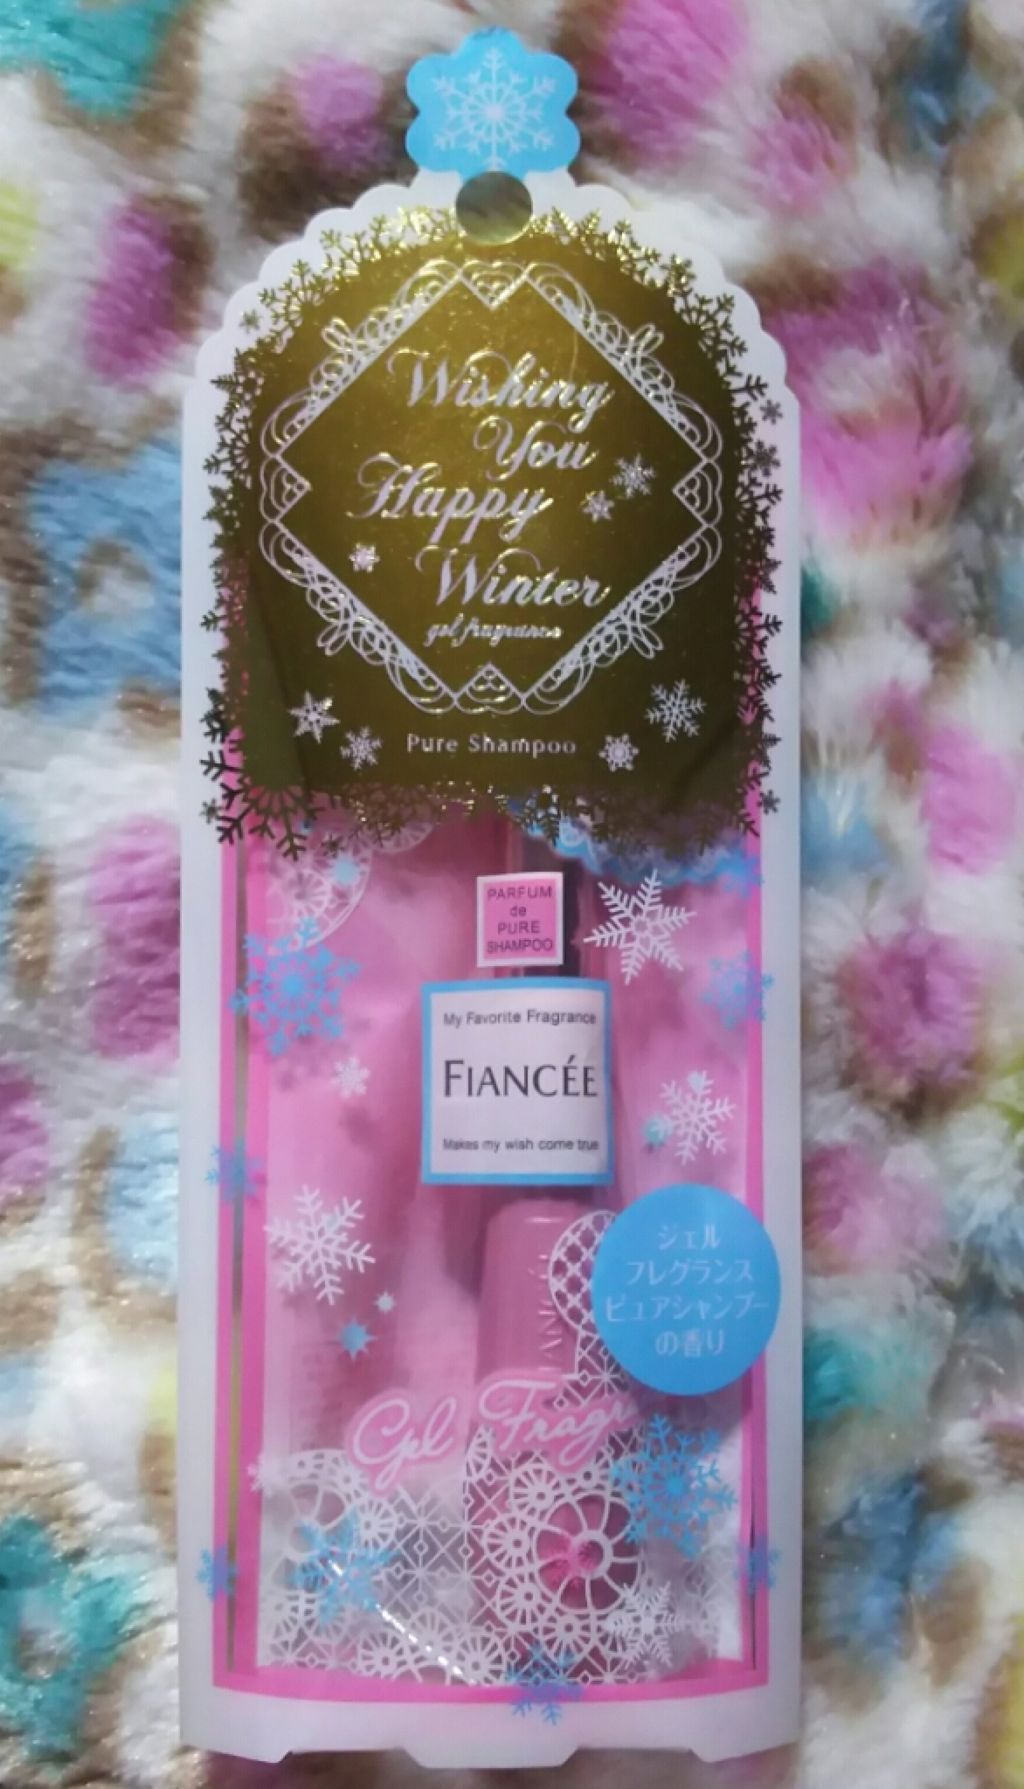 Wishing
You
Happy
Winter
gel fragrance
Pure Shampoo
PARFUM
de
PURE
SHAMPOO
My Favorite Fragrance
FIANCÉE
Makes my wish come true
ジェル
フレグランス
ピュアシャンプー
の香り
Gel Fragr